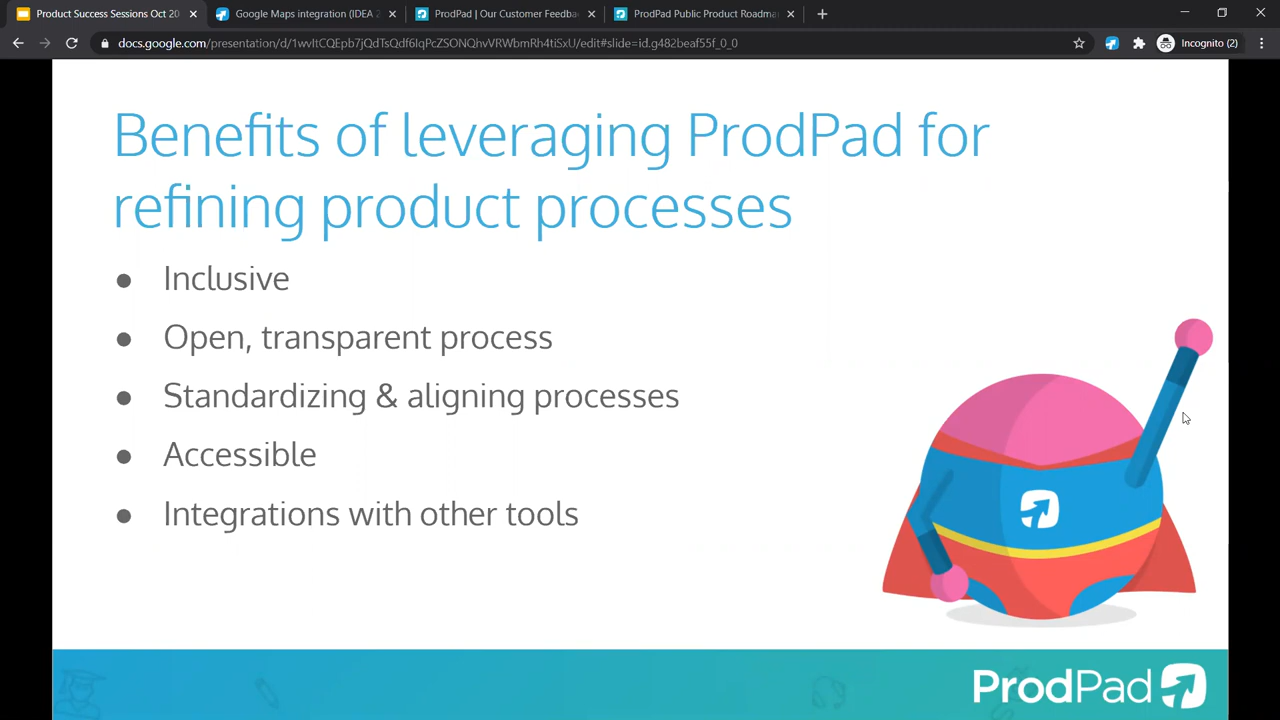 Product Success Sessions Oct 20
Google Maps integration (IDEA 2
ProdPad | Our Customer Feedba
ProdPad Public Product Roadma
docs.google.com/presentation/d/1wvItCQEpb7jQdTsQdf6IqPcZSONQhvVRWbmRh4tiSxU/edit#slide=id.g482beaf55f_0_0
Incognito (2)
Benefits of leveraging ProdPad for
refining product processes
● Inclusive
● Open, transparent process
● Standardizing & aligning processes
● Accessible
● Integrations with other tools
ProdPad